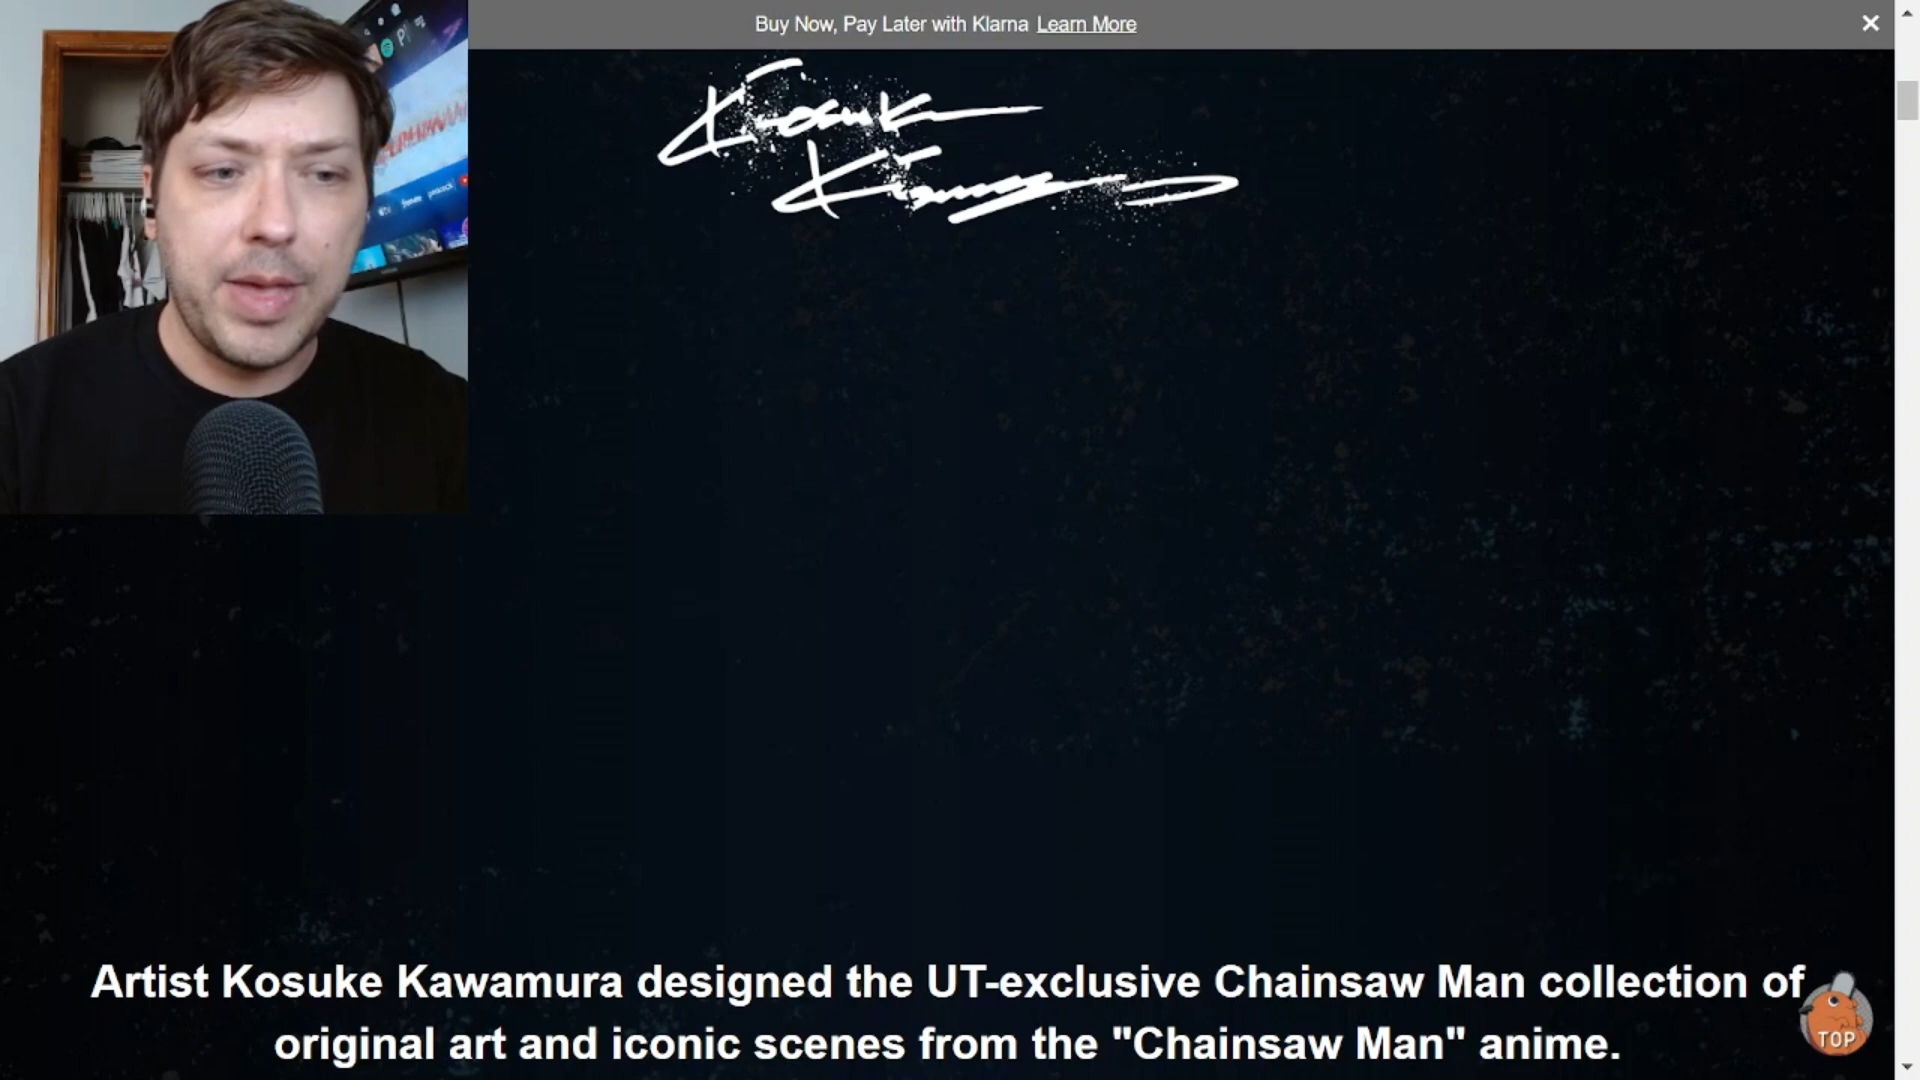 Buy Now, Pay Later with Klarna Learn More
Kosuke
Artist Kosuke Kawamura designed the UT-exclusive Chainsaw Man collection of
original art and iconic scenes from the "Chainsaw Man" anime.
TOP